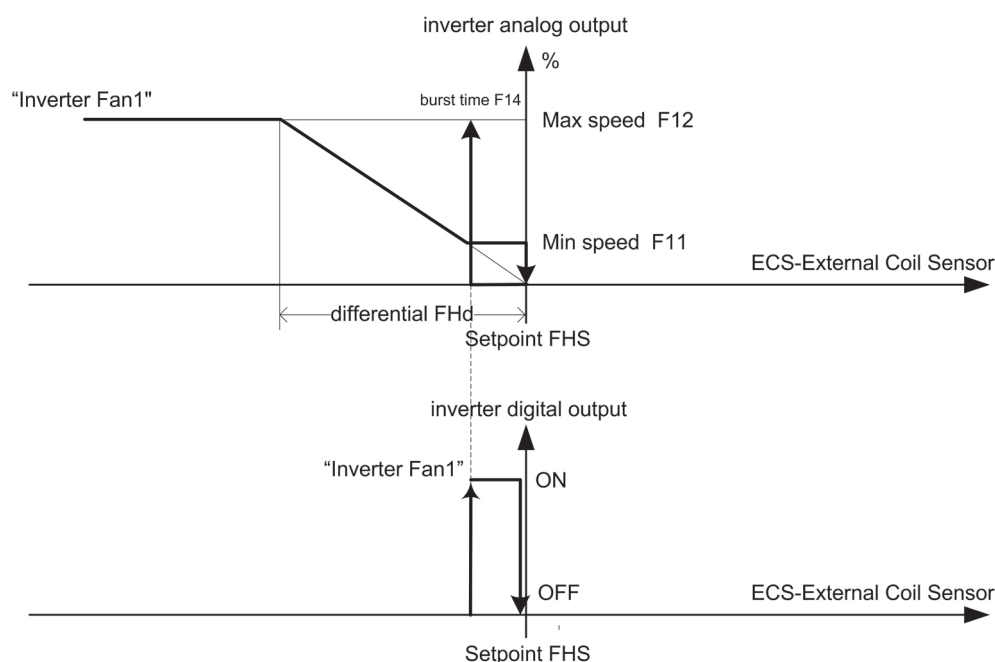 inverter analog output
%
“Inverter Fan1"
burst time F14
Max speed F12
Min speed F11
ECS-External Coil Sensor
differential FHd
Setpoint FHS
inverter digital output
“Inverter Fan1”
ON
OFF
ECS-External Coil Sensor
Setpoint FHS